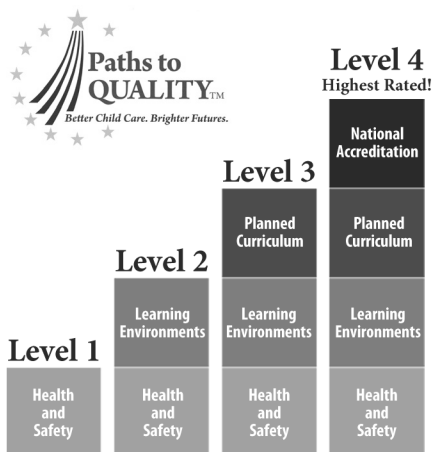 Paths to
QUALITY™
Better Child Care. Brighter Futures.
Level 4
Highest Rated!
National
Accreditation
Level 3
Planned
Curriculum
Planned
Curriculum
Level 2
Learning
Environments
Learning
Environments
Learning
Environments
Level 1
Health
and
Safety
Health
and
Safety
Health
and
Safety
Health
and
Safety